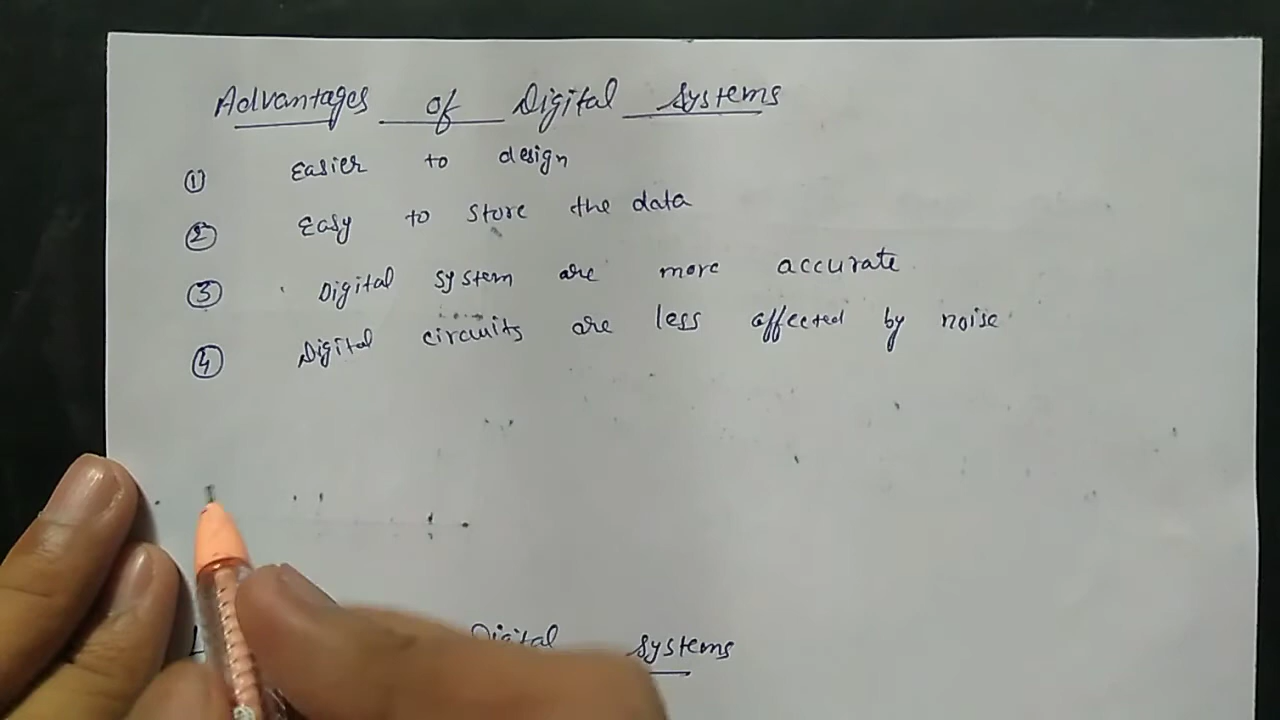 Advantages of Digital Systems
① Easier to design
② Easy to store the data
③ Digital system are more accurate
④ Digital circuits are less affected by noise
Digital Systems